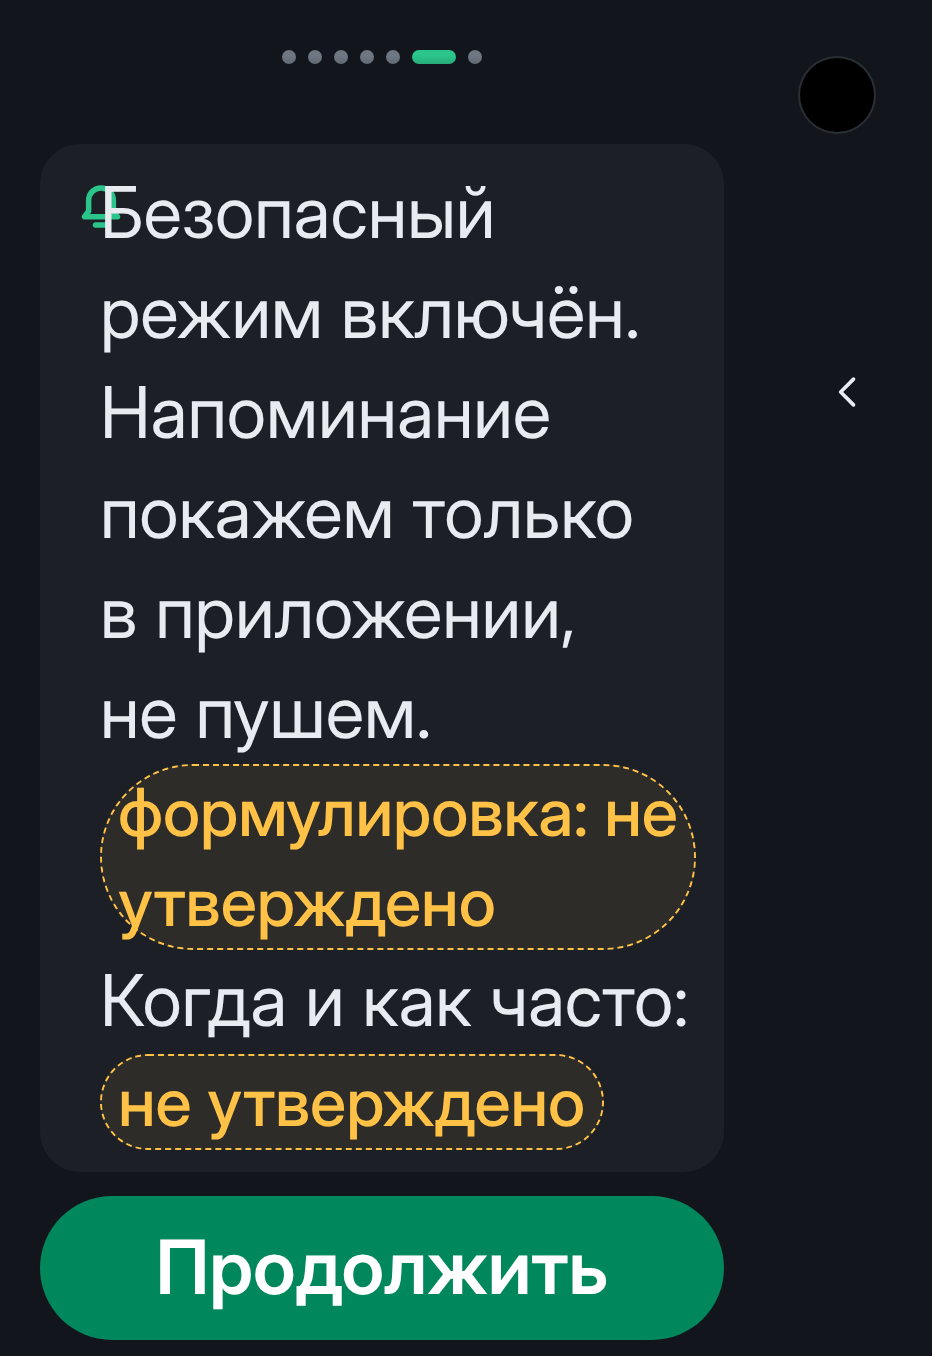 Безопасный
режим включён.
Напоминание
покажем только
в приложении,
не пушем.
формулировка: не
утверждено
Когда и как часто:
не утверждено
Продолжить